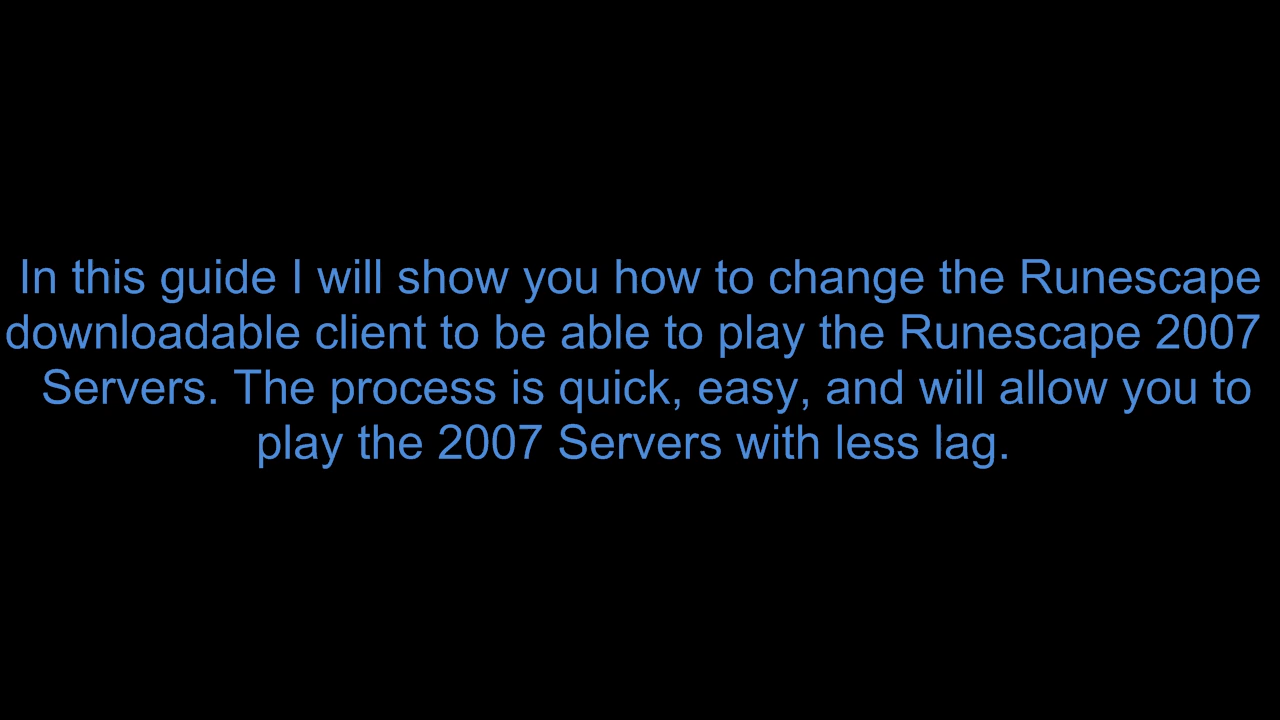 In this guide I will show you how to change the Runescape
downloadable client to be able to play the Runescape 2007
Servers. The process is quick, easy, and will allow you to
play the 2007 Servers with less lag.